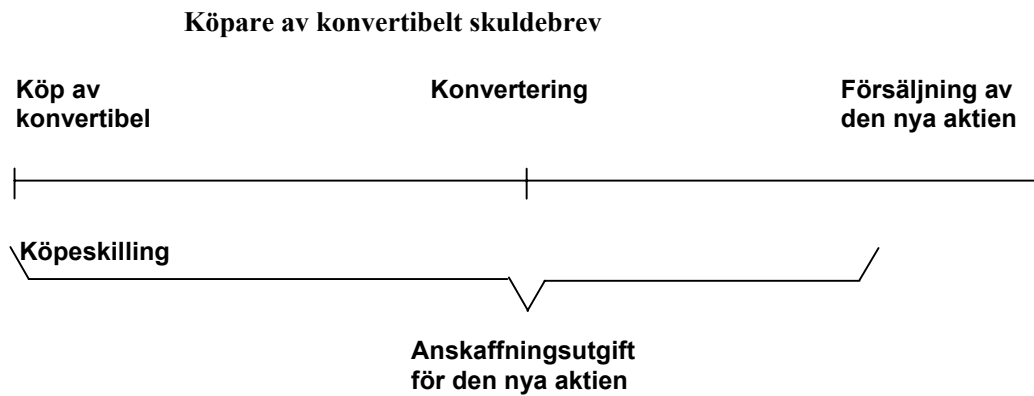 Köpare av konvertibelt skuldebrev
Köp av
konvertibel
Konvertering
Försäljning av
den nya aktien
Köpeskilling
Anskaffningsutgift
för den nya aktien